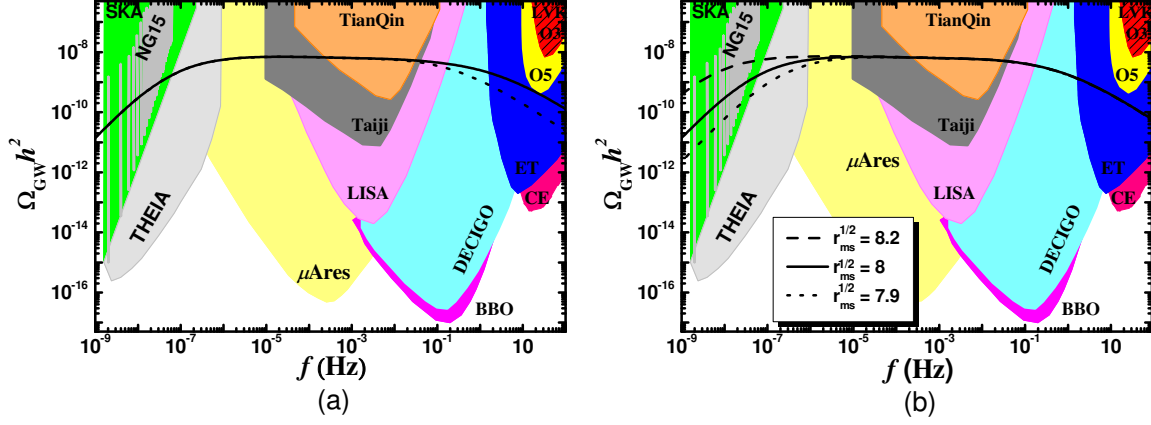 SKA
NG15
THEIA
TianQin
Taiji
LISA
μAres
DECIGO
BBO
ET
CE
O5
O3
10^-8
10^-10
10^-12
10^-14
10^-16
Ω_GW h^2
10^-9 10^-7 10^-5 10^-3 10^-1 10^1
f (Hz)
(a)
SKA
NG15
THEIA
TianQin
Taiji
LISA
μAres
DECIGO
BBO
ET
CE
O5
O3
r_ms^1/2 = 8.2
r_ms^1/2 = 8
r_ms^1/2 = 7.9
10^-8
10^-10
10^-12
10^-14
10^-16
Ω_GW h^2
10^-9 10^-7 10^-5 10^-3 10^-1 10^1
f (Hz)
(b)